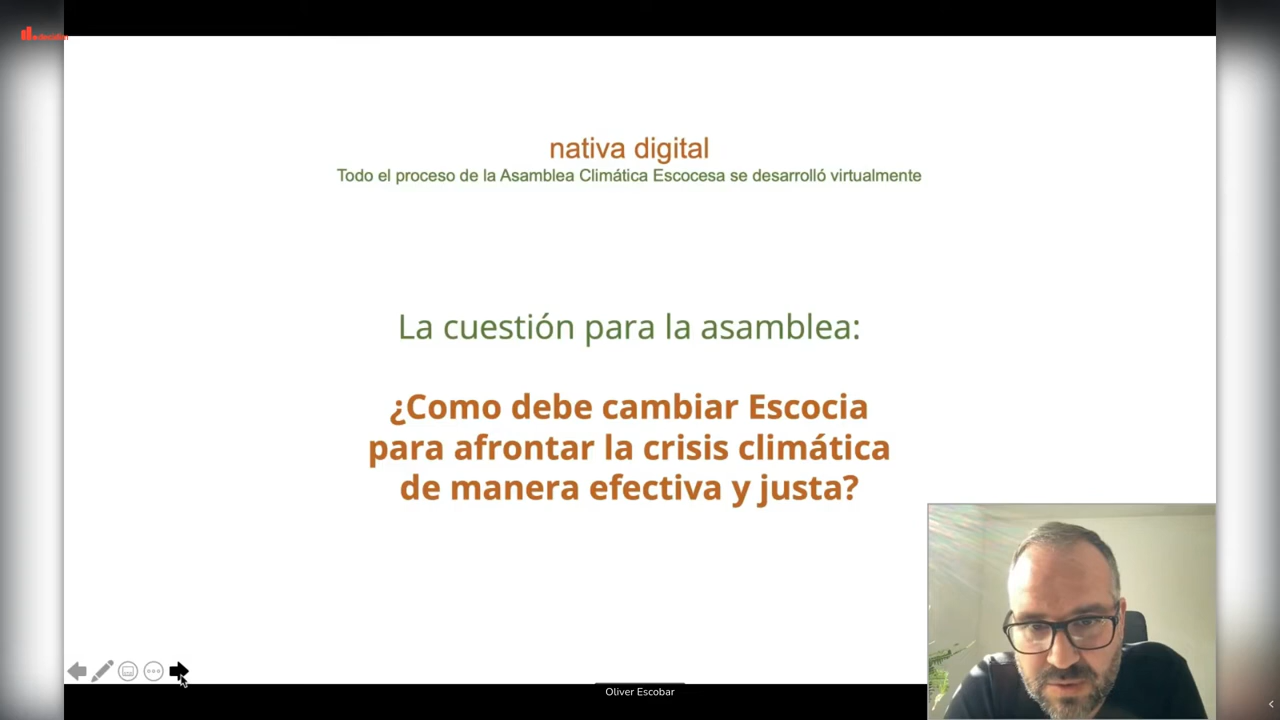 nativa digital
Todo el proceso de la Asamblea Climática Escocesa se desarrolló virtualmente
La cuestión para la asamblea:
¿Como debe cambiar Escocia
para afrontar la crisis climática
de manera efectiva y justa?
Oliver Escobar